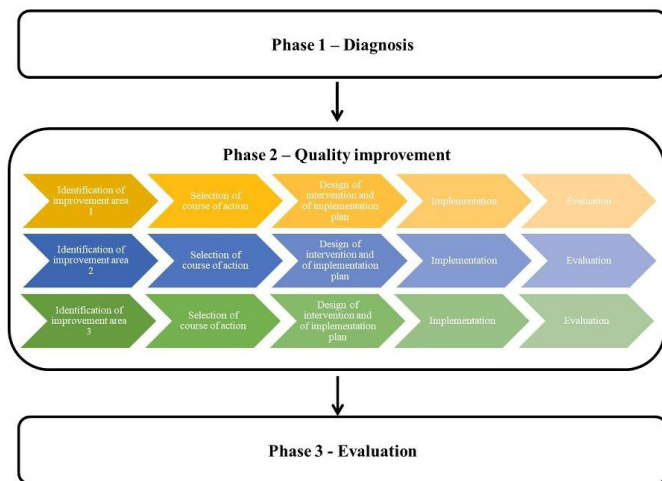 Phase 1 – Diagnosis
Phase 2 – Quality improvement
Identification of
improvement area
1
Selection of
course of action
Design of
intervention and
of implementation
plan
Implementation
Evaluation
Identification of
improvement area
2
Selection of
course of action
Design of
intervention and
of implementation
plan
Implementation
Evaluation
Identification of
improvement area
3
Selection of
course of action
Design of
intervention and
of implementation
plan
Implementation
Evaluation
Phase 3 - Evaluation